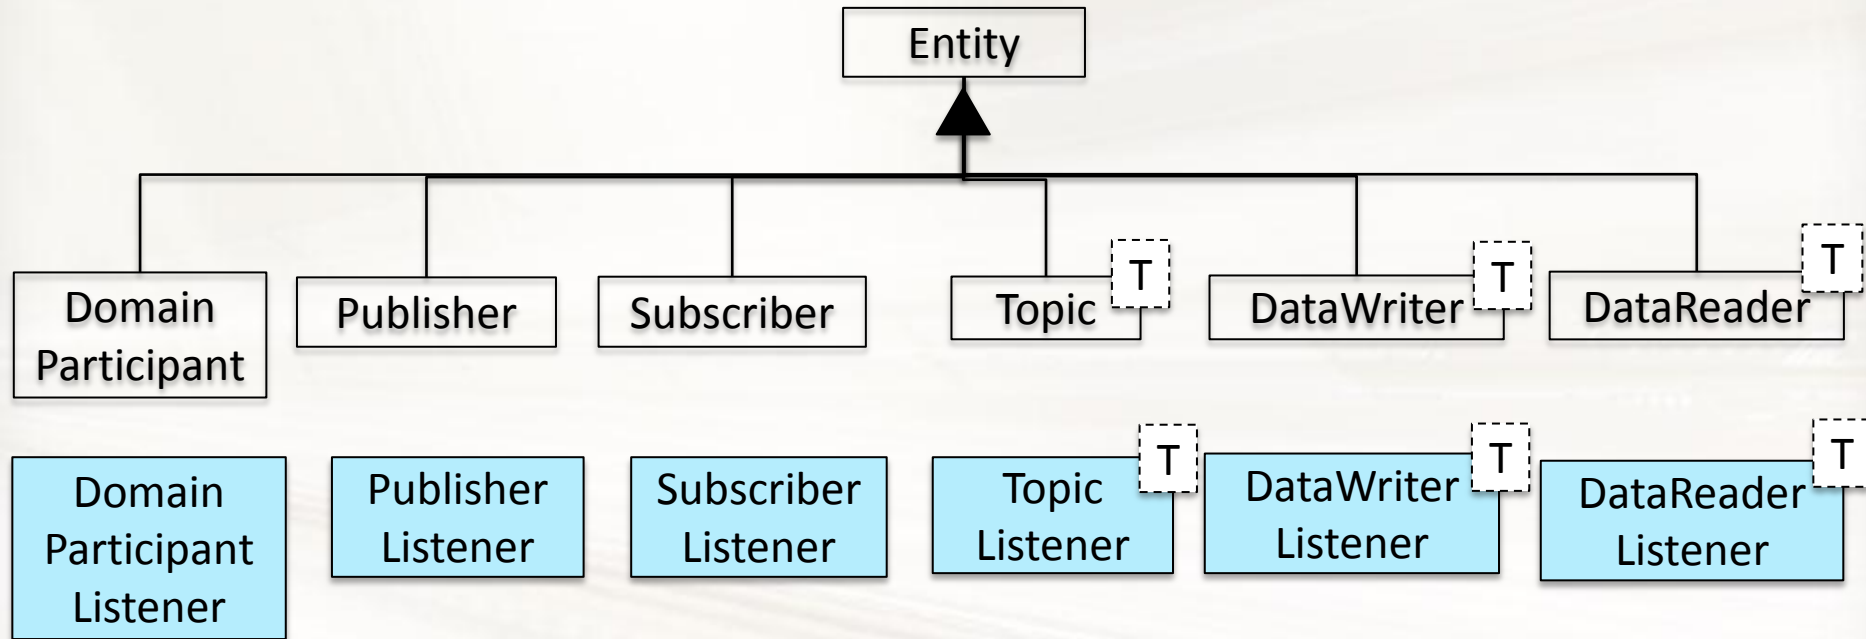 Entity
T
T
T
Domain
Participant
Publisher
Subscriber
Topic
DataWriter
DataReader
T
T
T
Domain
Participant
Listener
Publisher
Listener
Subscriber
Listener
Topic
Listener
DataWriter
Listener
DataReader
Listener